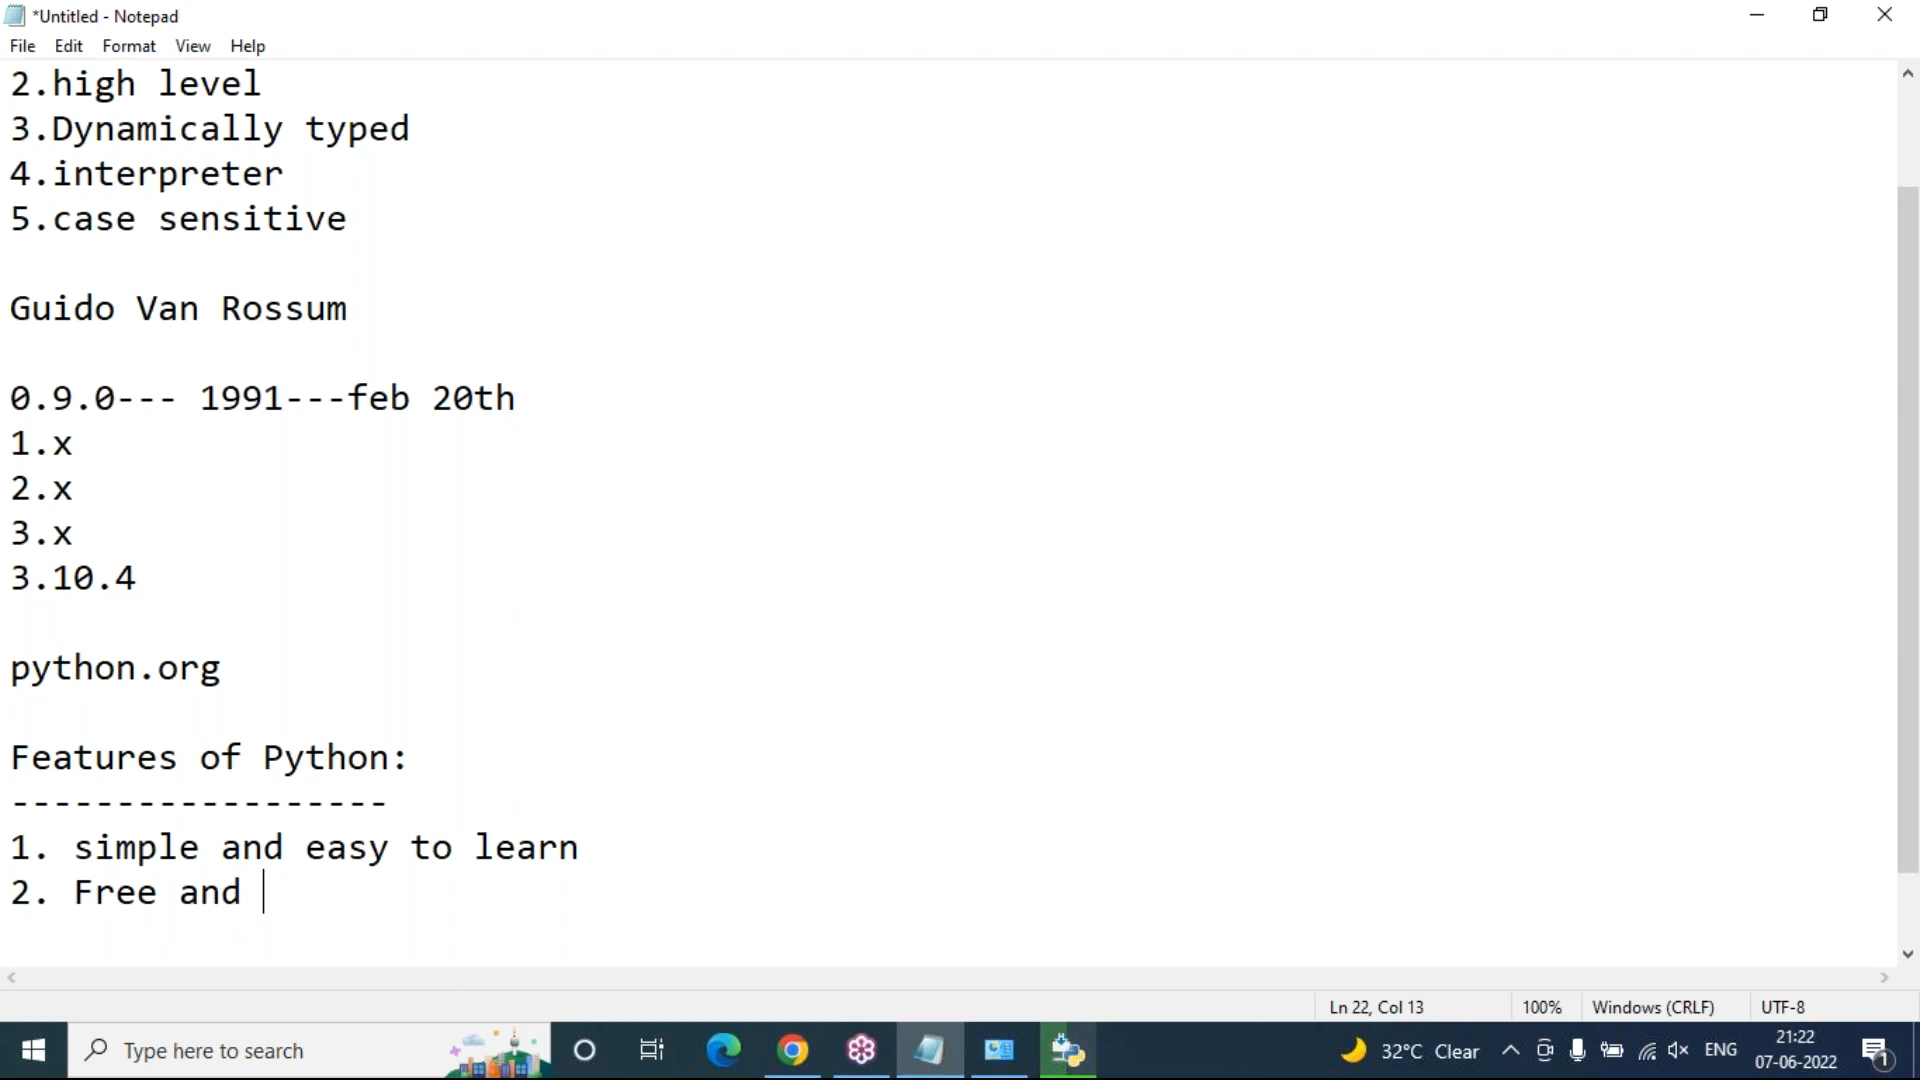 *Untitled - Notepad
File Edit Format View Help
2.high level
3.Dynamically typed
4.interpreter
5.case sensitive
Guido Van Rossum
0.9.0--- 1991---feb 20th
1.x
2.x
3.x
3.10.4
python.org
Features of Python:
------------------
1. simple and easy to learn
2. Free and
Ln 22, Col 13 100% Windows (CRLF) UTF-8
Type here to search 32°C Clear ENG 21:22
07-06-2022 1